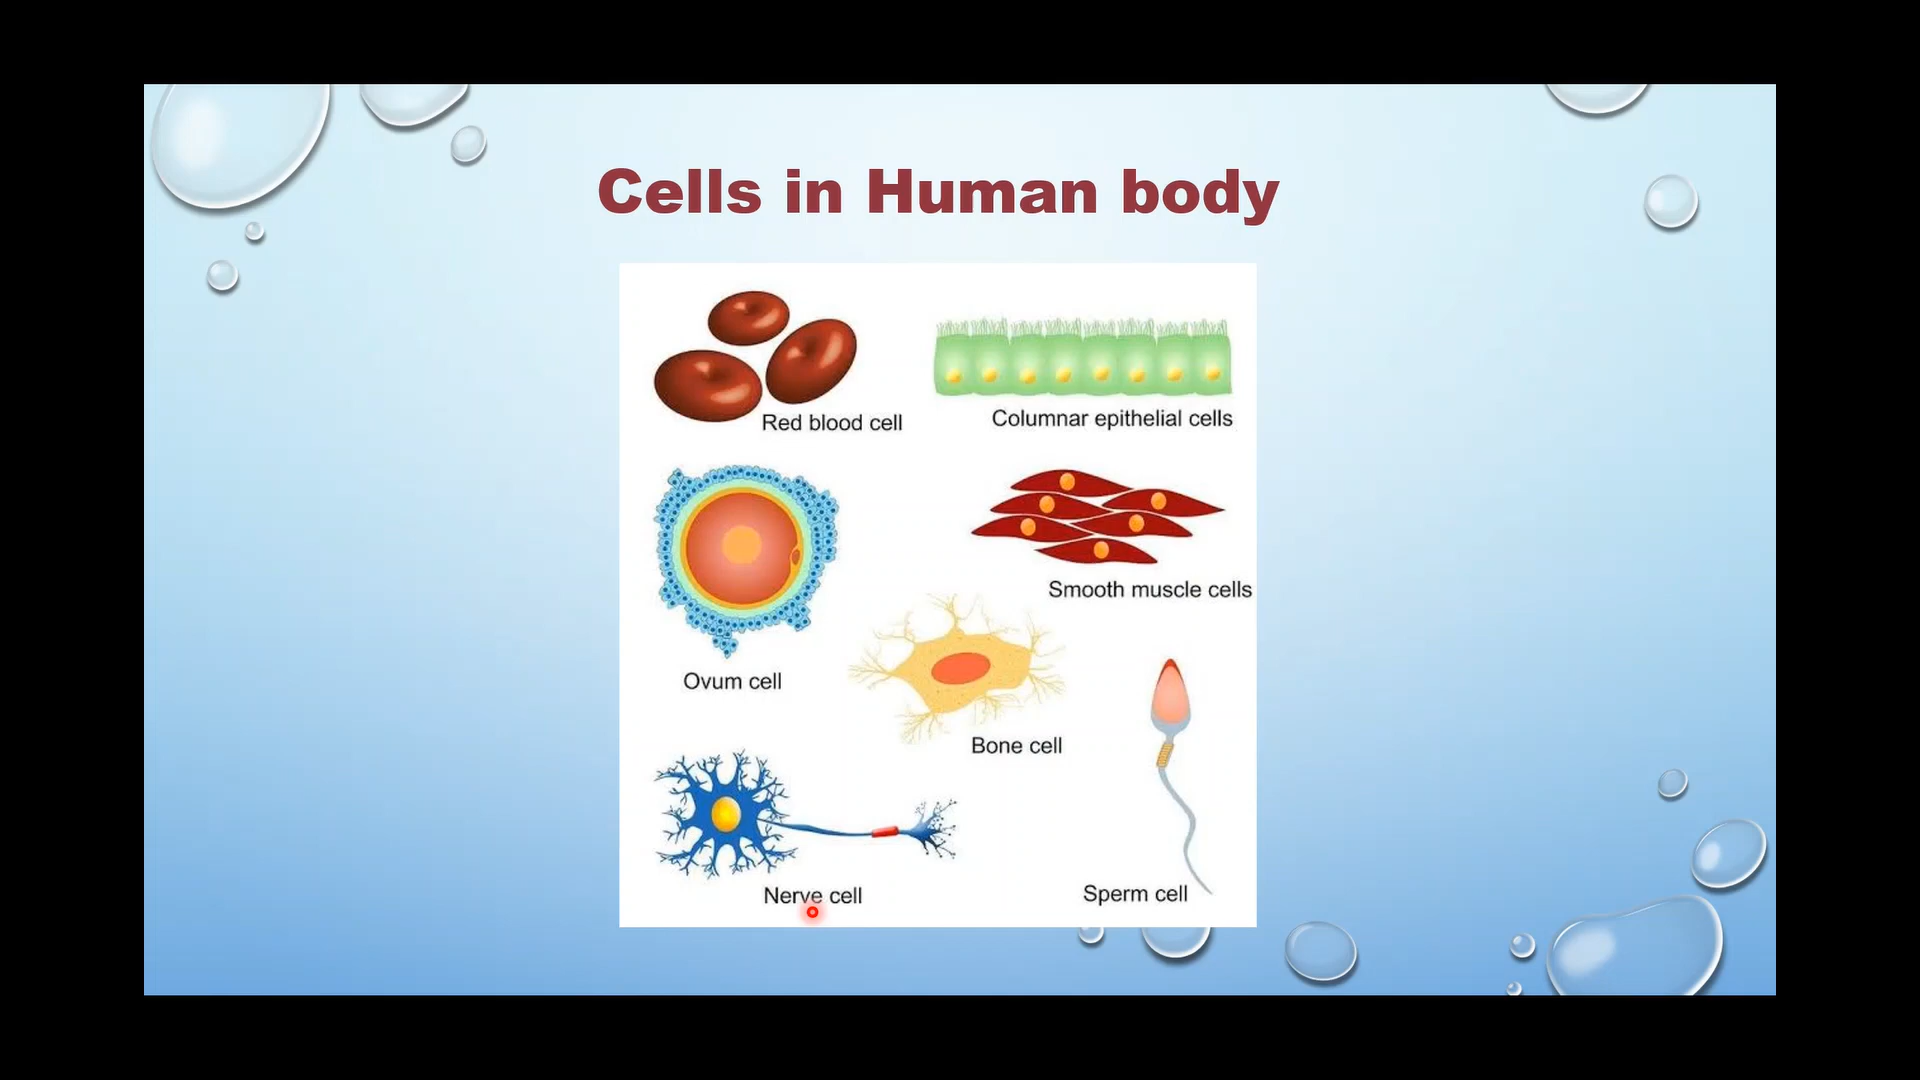 Cells in Human body
Red blood cell
Columnar epithelial cells
Smooth muscle cells
Ovum cell
Bone cell
Nerve cell
Sperm cell